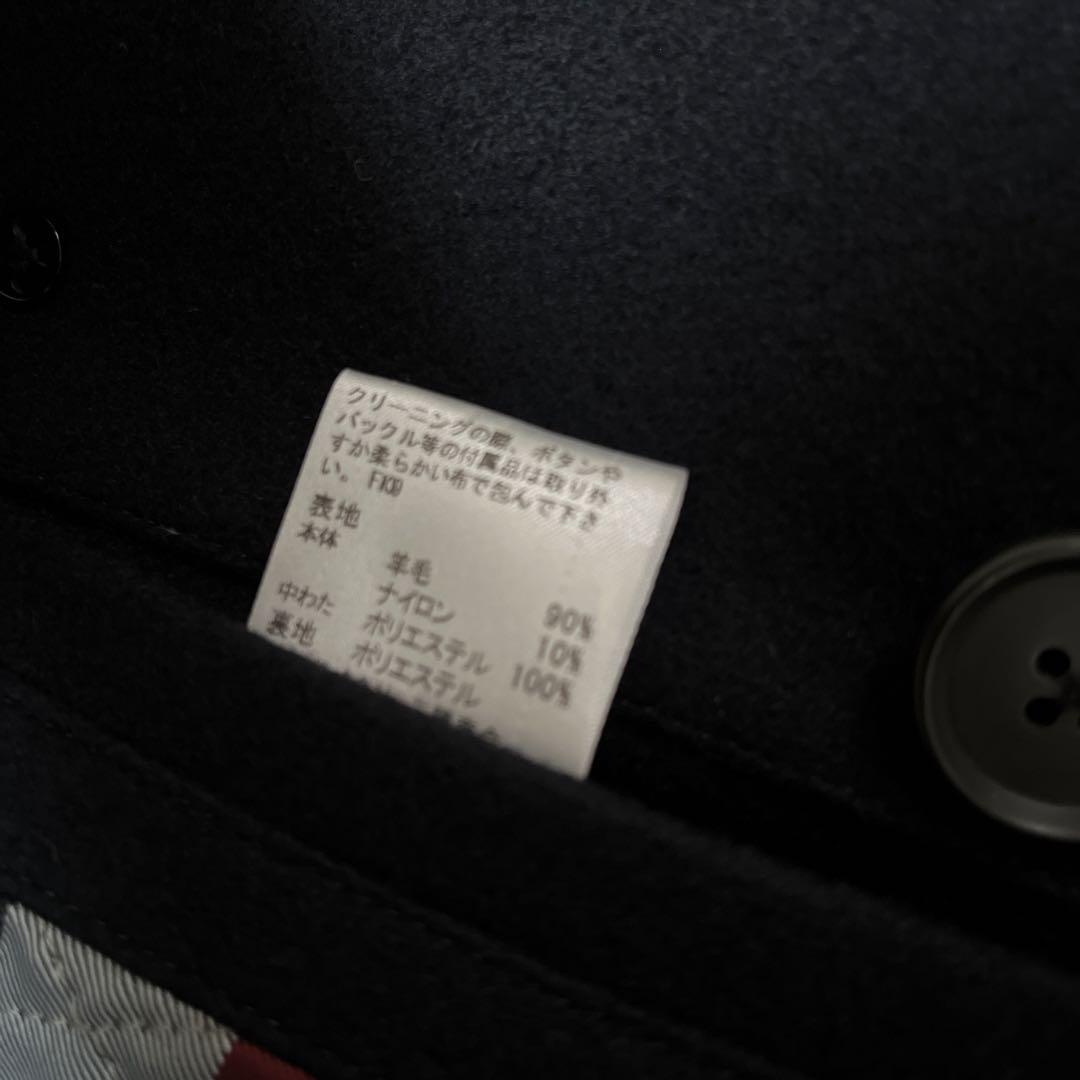 クリーニングの際、ボタンや
バックル等の付属品は取り外
すか柔らかい布で包んで下さ
い。
表地
本体
羊毛 90%
ナイロン 10%
中わた ポリエステル 100%
裏地 ポリエステル